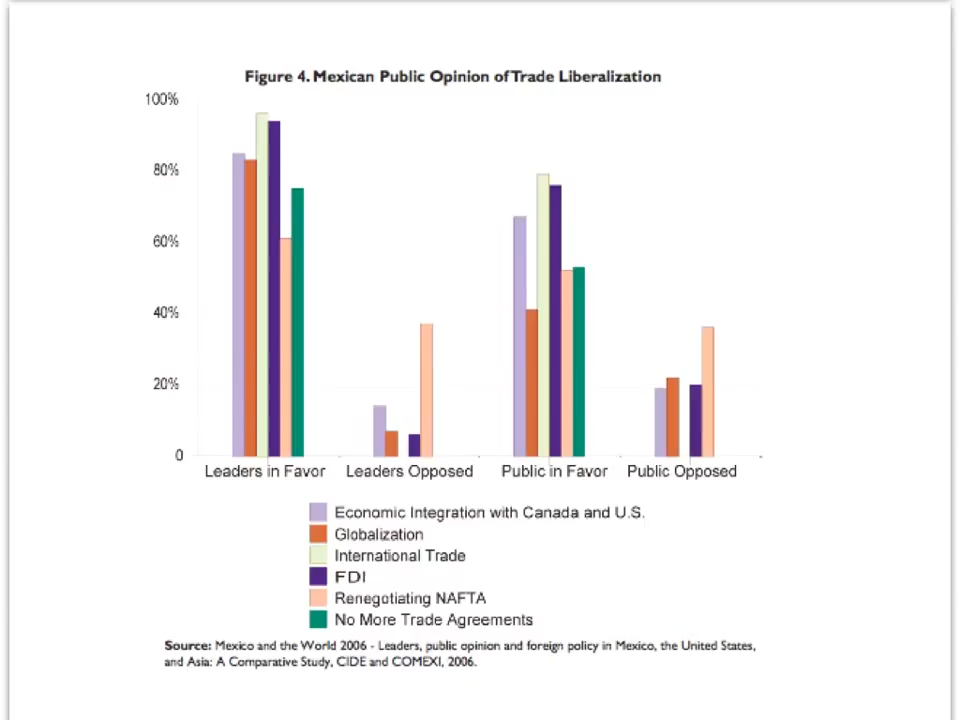 Figure 4. Mexican Public Opinion of Trade Liberalization
100%
80%
60%
40%
20%
0
Leaders in Favor Leaders Opposed Public in Favor Public Opposed
Economic Integration with Canada and U.S.
Globalization
International Trade
FDI
Renegotiating NAFTA
No More Trade Agreements
Source: Mexico and the World 2006 - Leaders, public opinion and foreign policy in Mexico, the United States,
and Asia: A Comparative Study, CIDE and COMEXI, 2006.